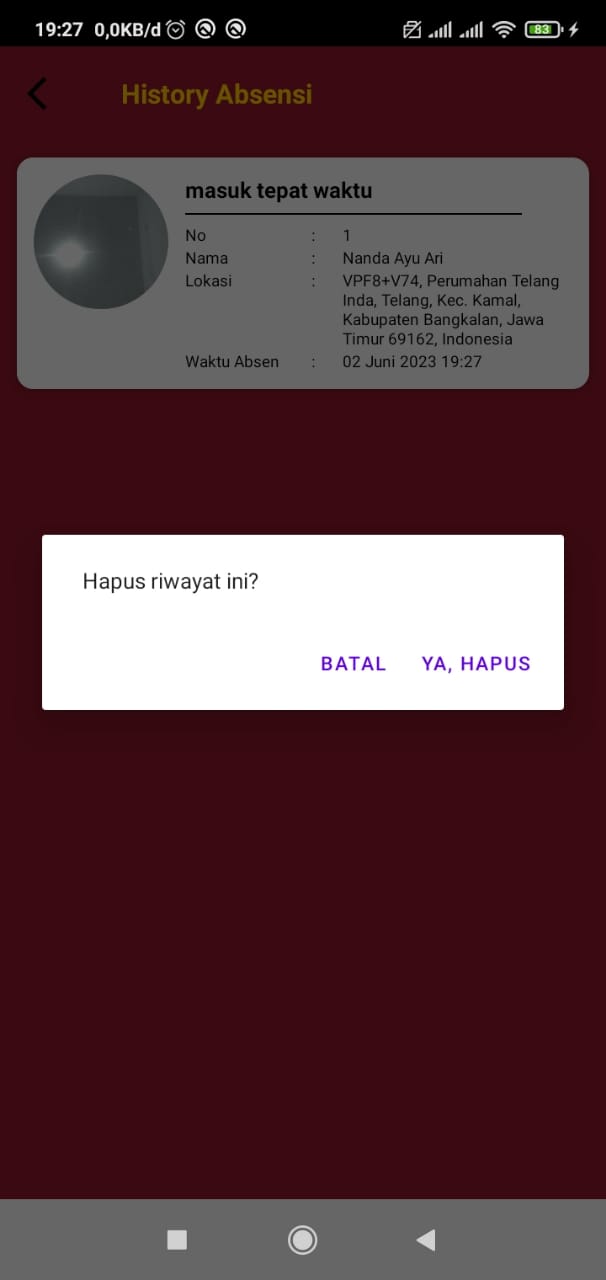 19:27 0,0KB/d
83
History Absensi
masuk tepat waktu
No : 1
Nama : Nanda Ayu Ari
Lokasi : VPF8+V74, Perumahan Telang
Inda, Telang, Kec. Kamal,
Kabupaten Bangkalan, Jawa
Timur 69162, Indonesia
Waktu Absen : 02 Juni 2023 19:27
Hapus riwayat ini?
BATAL YA, HAPUS